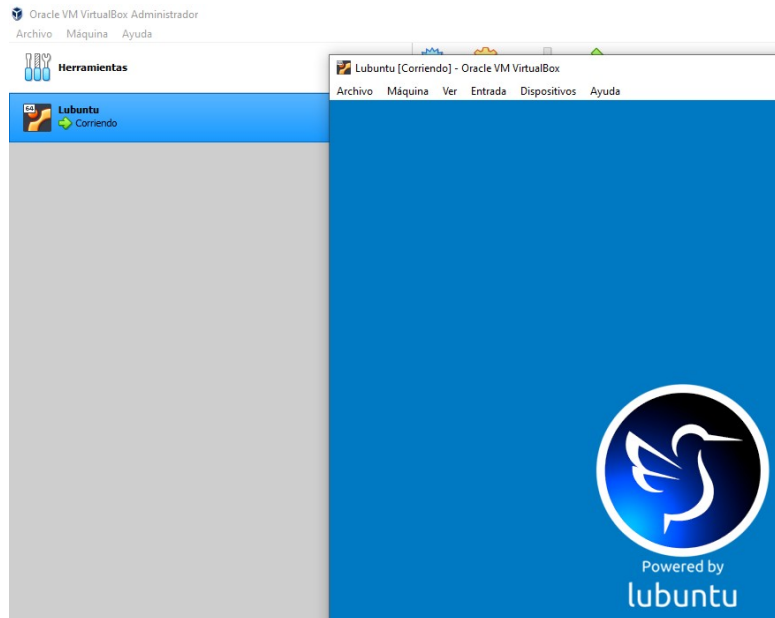 Oracle VM VirtualBox Administrador
Archivo Máquina Ayuda
Herramientas
64
Lubuntu
Corriendo
Lubuntu [Corriendo] - Oracle VM VirtualBox
Archivo Máquina Ver Entrada Dispositivos Ayuda
Powered by
lubuntu